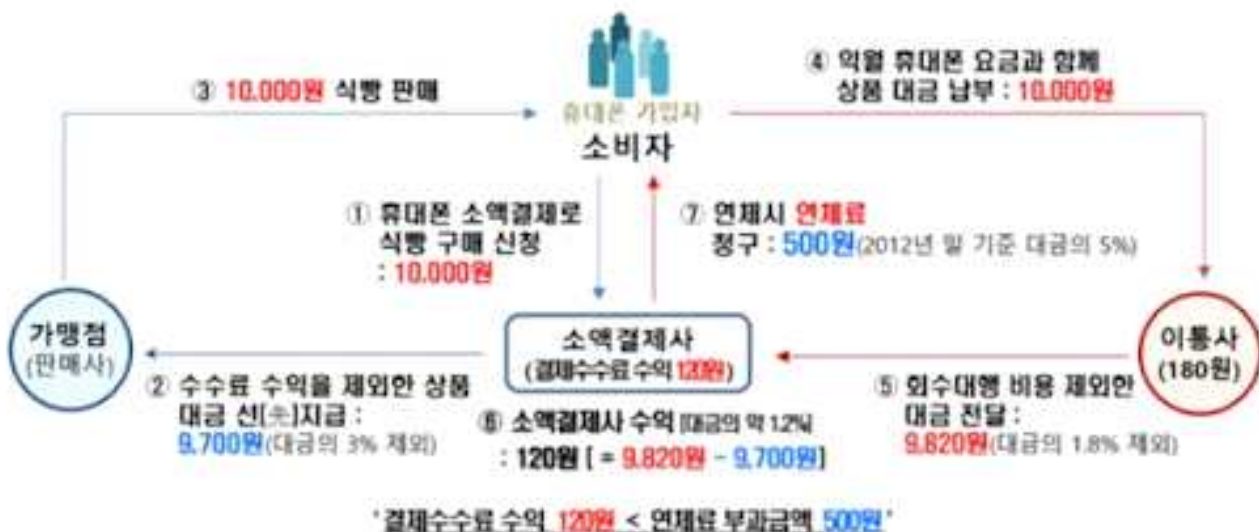 ③ 10.000원 식빵 판매
④ 익월 휴대폰 요금과 함께
상품 대금 납부 : 10.000원
휴대폰 가입자
소비자
① 휴대폰 소액결제로
식빵 구매 신청
: 10.000원
⑦ 연체시 연체료
청구 : 500원(2012년 말 기준 대금의 5%)
가맹점
(판매사)
소액결제사
(결제수수료 수익 120원)
이통사
(180원)
② 수수료 수익을 제외한 상품
대금 선[先]지급 :
9.700원(대금의 3% 제외)
⑥ 소액결제사 수익 [대금의 약 1.2%]
: 120원 [ = 9.820원 - 9.700원]
⑤ 회수대행 비용 제외한
대금 전달 :
9.820원(대금의 1.8% 제외)
'결제수수료 수익 120원 < 연체료 부과금액 500원'